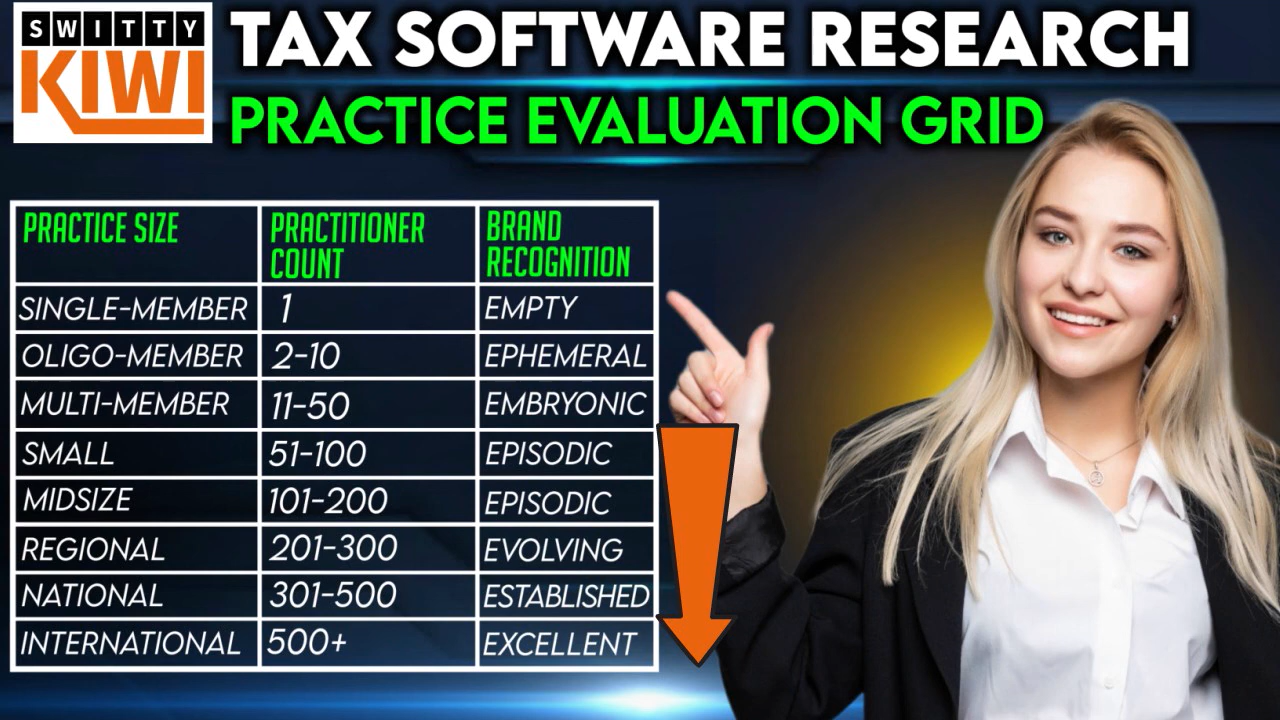 SWITTY
KIWI
TAX SOFTWARE RESEARCH
PRACTICE EVALUATION GRID
PRACTICE SIZE PRACTITIONER COUNT BRAND RECOGNITION
SINGLE-MEMBER 1 EMPTY
OLIGO-MEMBER 2-10 EPHEMERAL
MULTI-MEMBER 11-50 EMBRYONIC
SMALL 51-100 EPISODIC
MIDSIZE 101-200 EPISODIC
REGIONAL 201-300 EVOLVING
NATIONAL 301-500 ESTABLISHED
INTERNATIONAL 500+ EXCELLENT